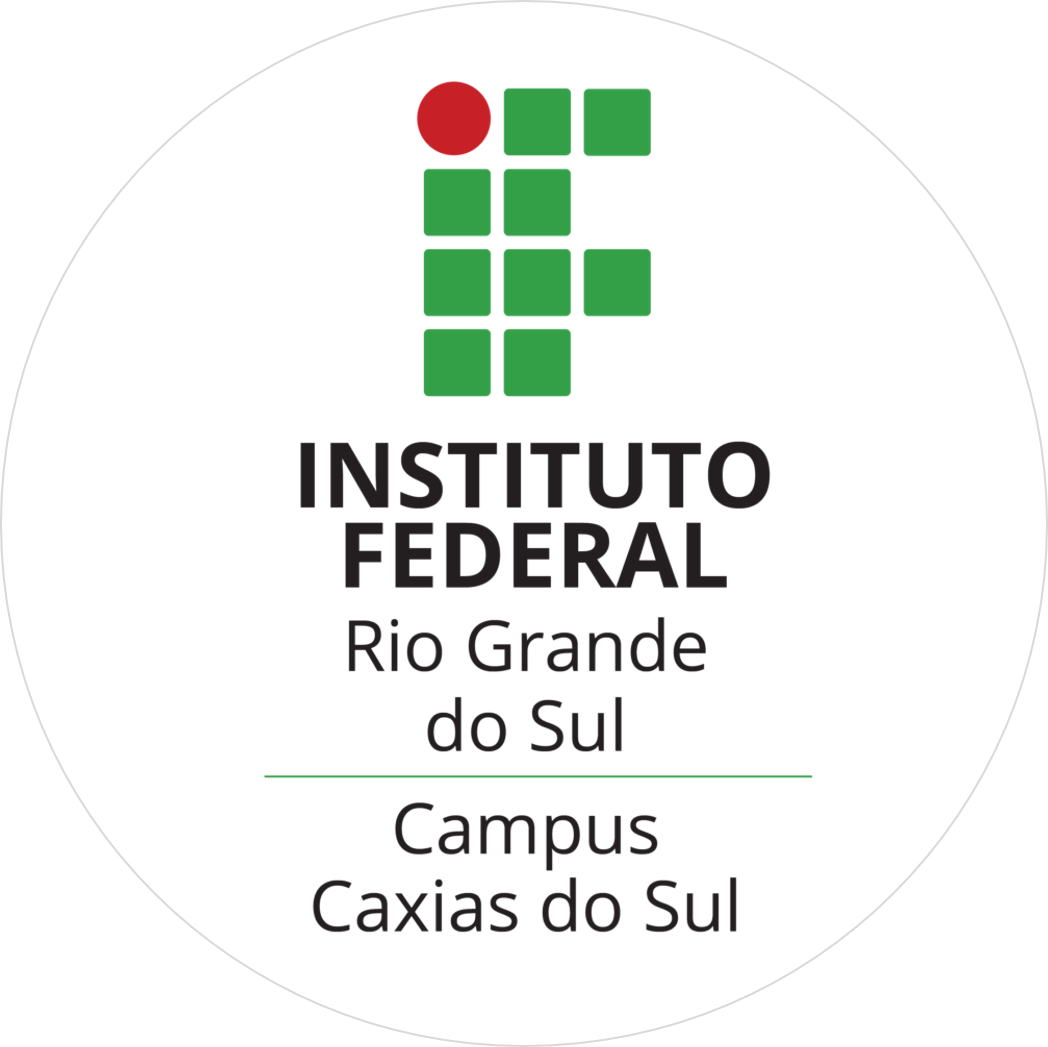 INSTITUTO
FEDERAL
Rio Grande
do Sul
Campus
Caxias do Sul